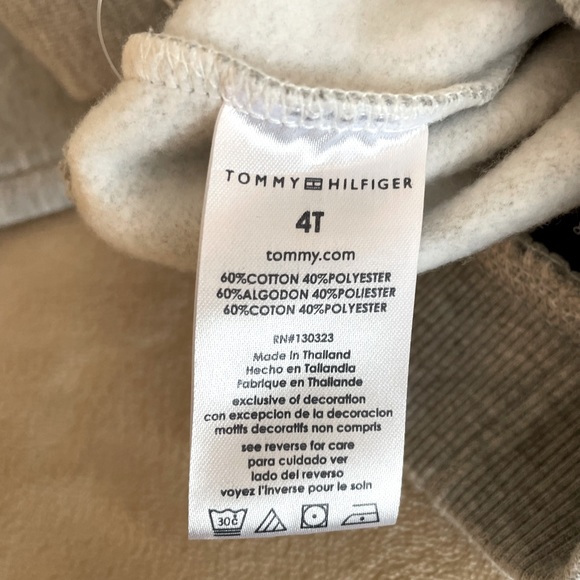 TOMMY HILFIGER
4T
tommy.com
60%COTTON 40%POLYESTER
60%ALGODON 40%POLIESTER
60%COTON 40%POLYESTER
RN#130323
Made in Thailand
Hecho en Tailandia
Fabrique en Thailande
exclusive of decoration
con excepcion de la decoracion
motifs decoratifs non compris
see reverse for care
para cuidado ver
lado del reverso
voyez l'inverse pour le soin
30c